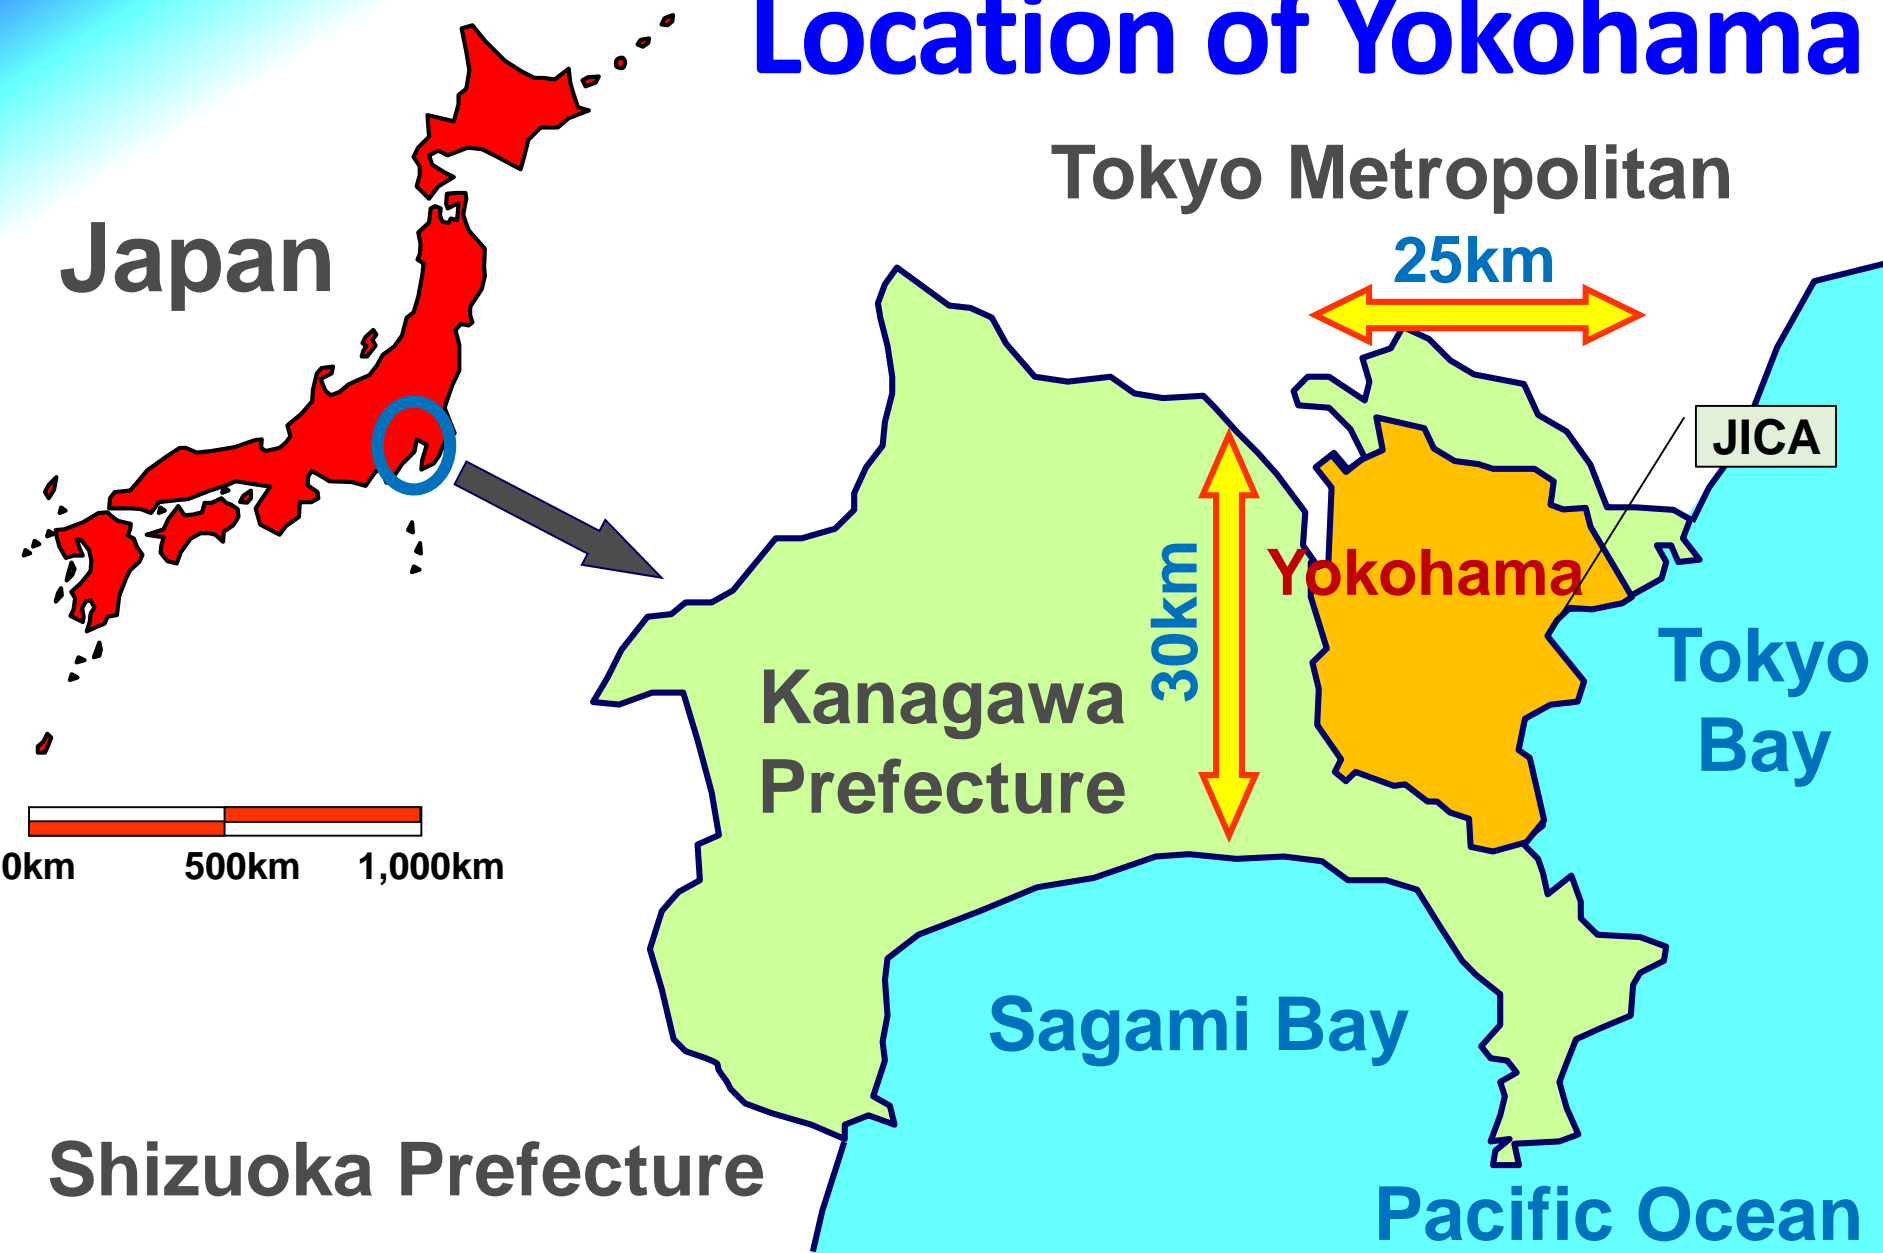 Location of Yokohama
Tokyo Metropolitan
Japan
25km
JICA
Yokohama
30km
Tokyo
Bay
Kanagawa
Prefecture
0km 500km 1,000km
Sagami Bay
Shizuoka Prefecture
Pacific Ocean